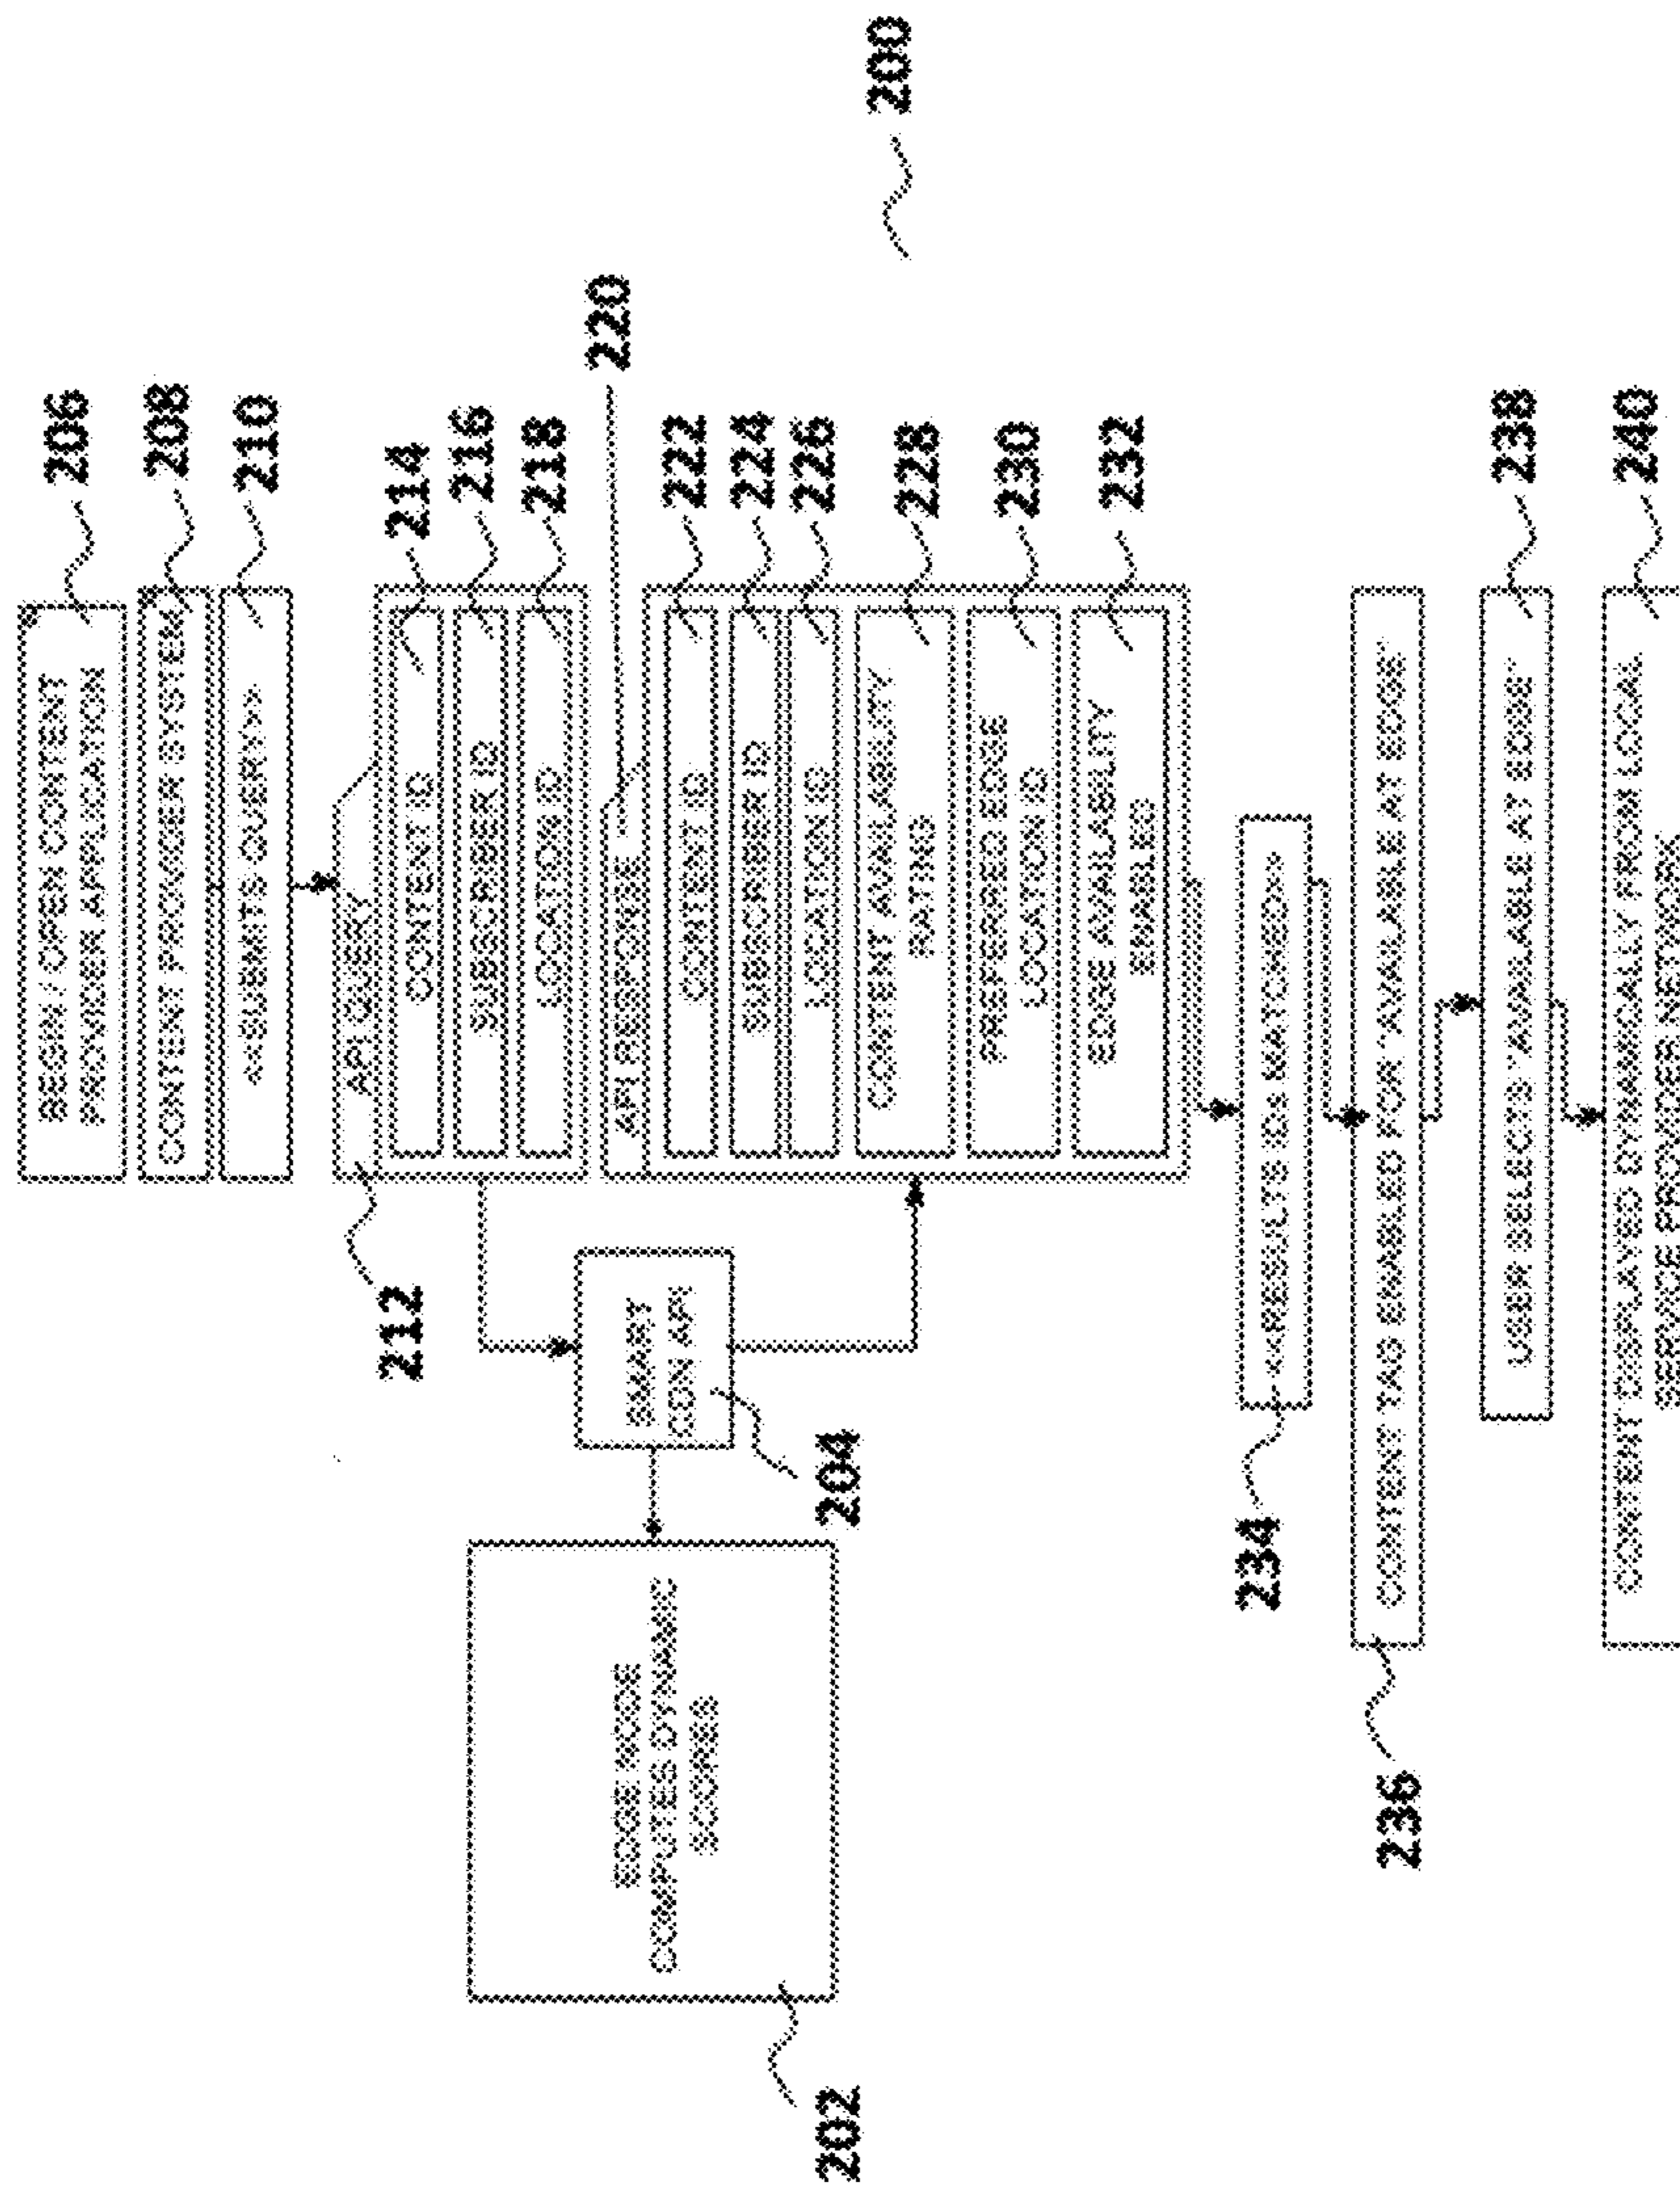 200
BEGIN / OPEN CONTENT
PROVIDER APPLICATION
206
CONTENT PROVIDER SYSTEM
208
<<SUBMITS QUERY>>
210
API QUERY
212
CONTENT ID
214
SUBSCRIBER ID
216
LOCATION ID
218
API RESPONSE
220
CONTENT ID
222
SUBSCRIBER ID
224
LOCATION ID
226
CONTENT AVAILABILITY
RATING
228
PREFERRED EDGE
LOCATION ID
230
EDGE AVAILABILITY
ENABLED
232
SMART
CDN API
204
EDGE NODE
COMPUTES DYNAMIC
SCORES
202
<<RESULTS IDs MATCHED>>
234
CONTENT TAG ENABLED FOR 'AVAILABLE AT EDGE'
236
USER SELECTS 'AVAILABLE AT EDGE'
238
CONTENT DISPLAYED DYNAMICALLY FROM LOCAL
SERVICE PROVIDER NETWORK
240